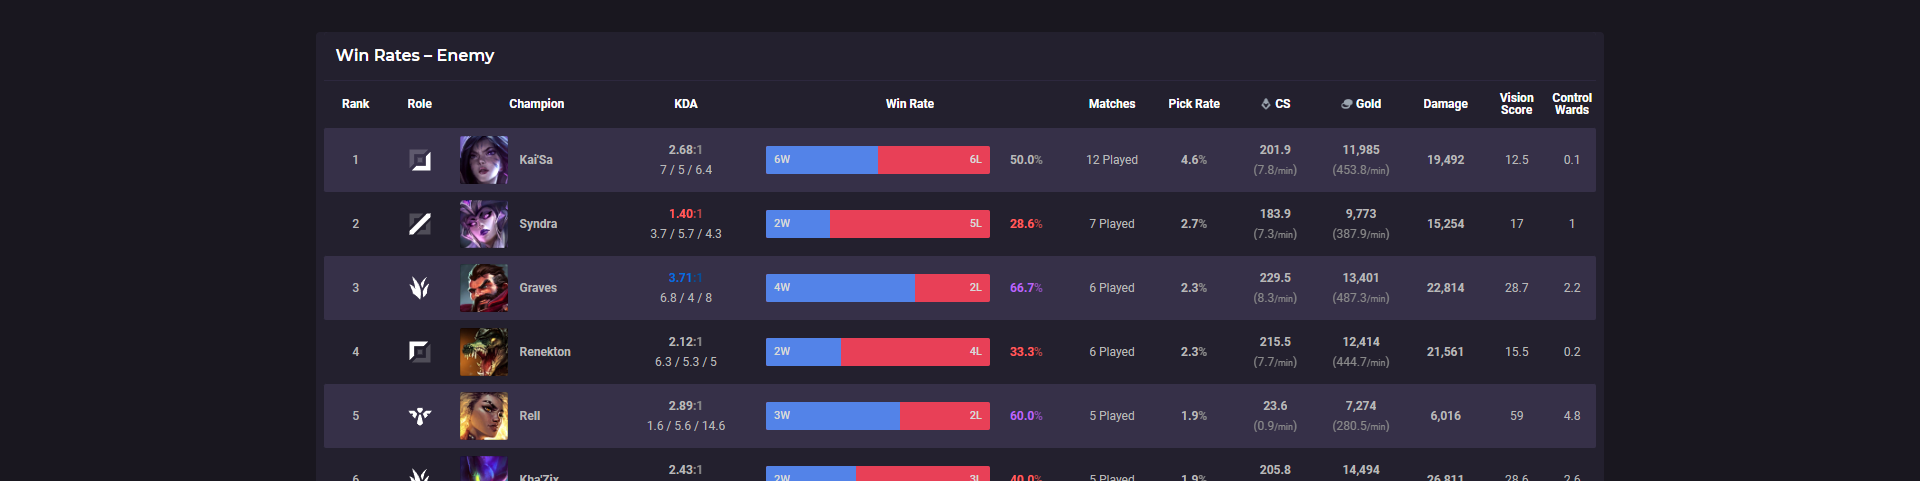 Win Rates – Enemy
Rank Role Champion KDA Win Rate Matches Pick Rate CS Gold Damage Vision Score Control Wards
1 Kai'Sa 2.68:1 6W 6L 50.0% 12 Played 4.6% 201.9 11,985 19,492 12.5 0.1
7 / 5 / 6.4 (7.8/min) (453.8/min)
2 Syndra 1.40:1 2W 5L 28.6% 7 Played 2.7% 183.9 9,773 15,254 17 1
3.7 / 5.7 / 4.3 (7.3/min) (387.9/min)
3 Graves 3.71:1 4W 2L 66.7% 6 Played 2.3% 229.5 13,401 22,814 28.7 2.2
6.8 / 4 / 8 (8.3/min) (487.3/min)
4 Renekton 2.12:1 2W 4L 33.3% 6 Played 2.3% 215.5 12,414 21,561 15.5 0.2
6.3 / 5.3 / 5 (7.7/min) (444.7/min)
5 Rell 2.89:1 3W 2L 60.0% 5 Played 1.9% 23.6 7,274 6,016 59 4.8
1.6 / 5.6 / 14.6 (0.9/min) (280.5/min)
6 Kha'Zix 2.43:1 2W 3L 40.0% 5 Played 1.9% 205.8 14,494 26,811 28.6 2.6